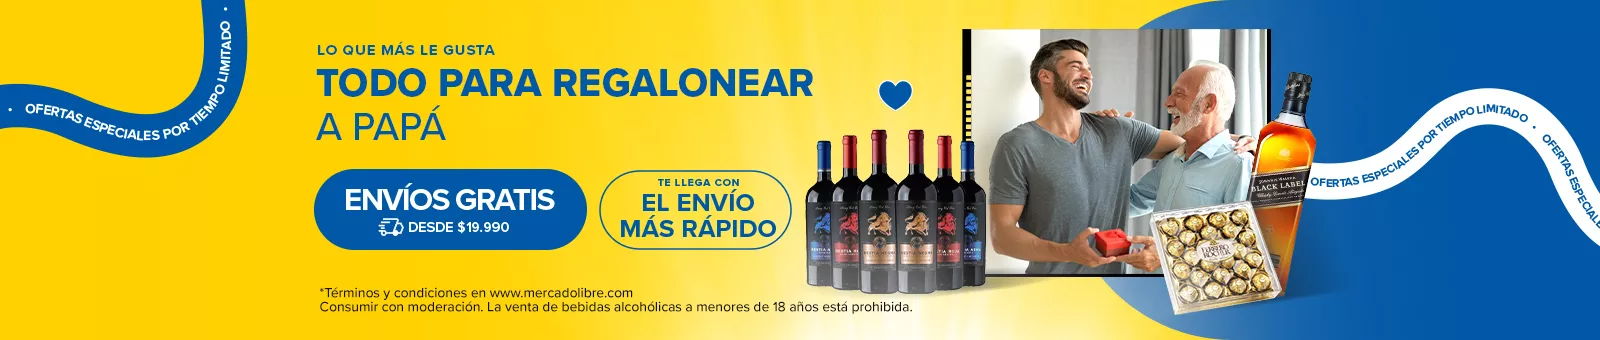 • OFERTAS ESPECIALES POR TIEMPO LIMITADO •
LO QUE MÁS LE GUSTA
TODO PARA REGALONEAR
A PAPÁ
ENVÍOS GRATIS
DESDE $19.990
TE LLEGA CON
EL ENVÍO
MÁS RÁPIDO
*Términos y condiciones en www.mercadolibre.com
Consumir con moderación. La venta de bebidas alcohólicas a menores de 18 años está prohibida.
BLACK LABEL
FERRERO
ROCHER
OFERTAS ESPECIALES POR TIEMPO LIMITADO •
OFERTAS ESPECIALE